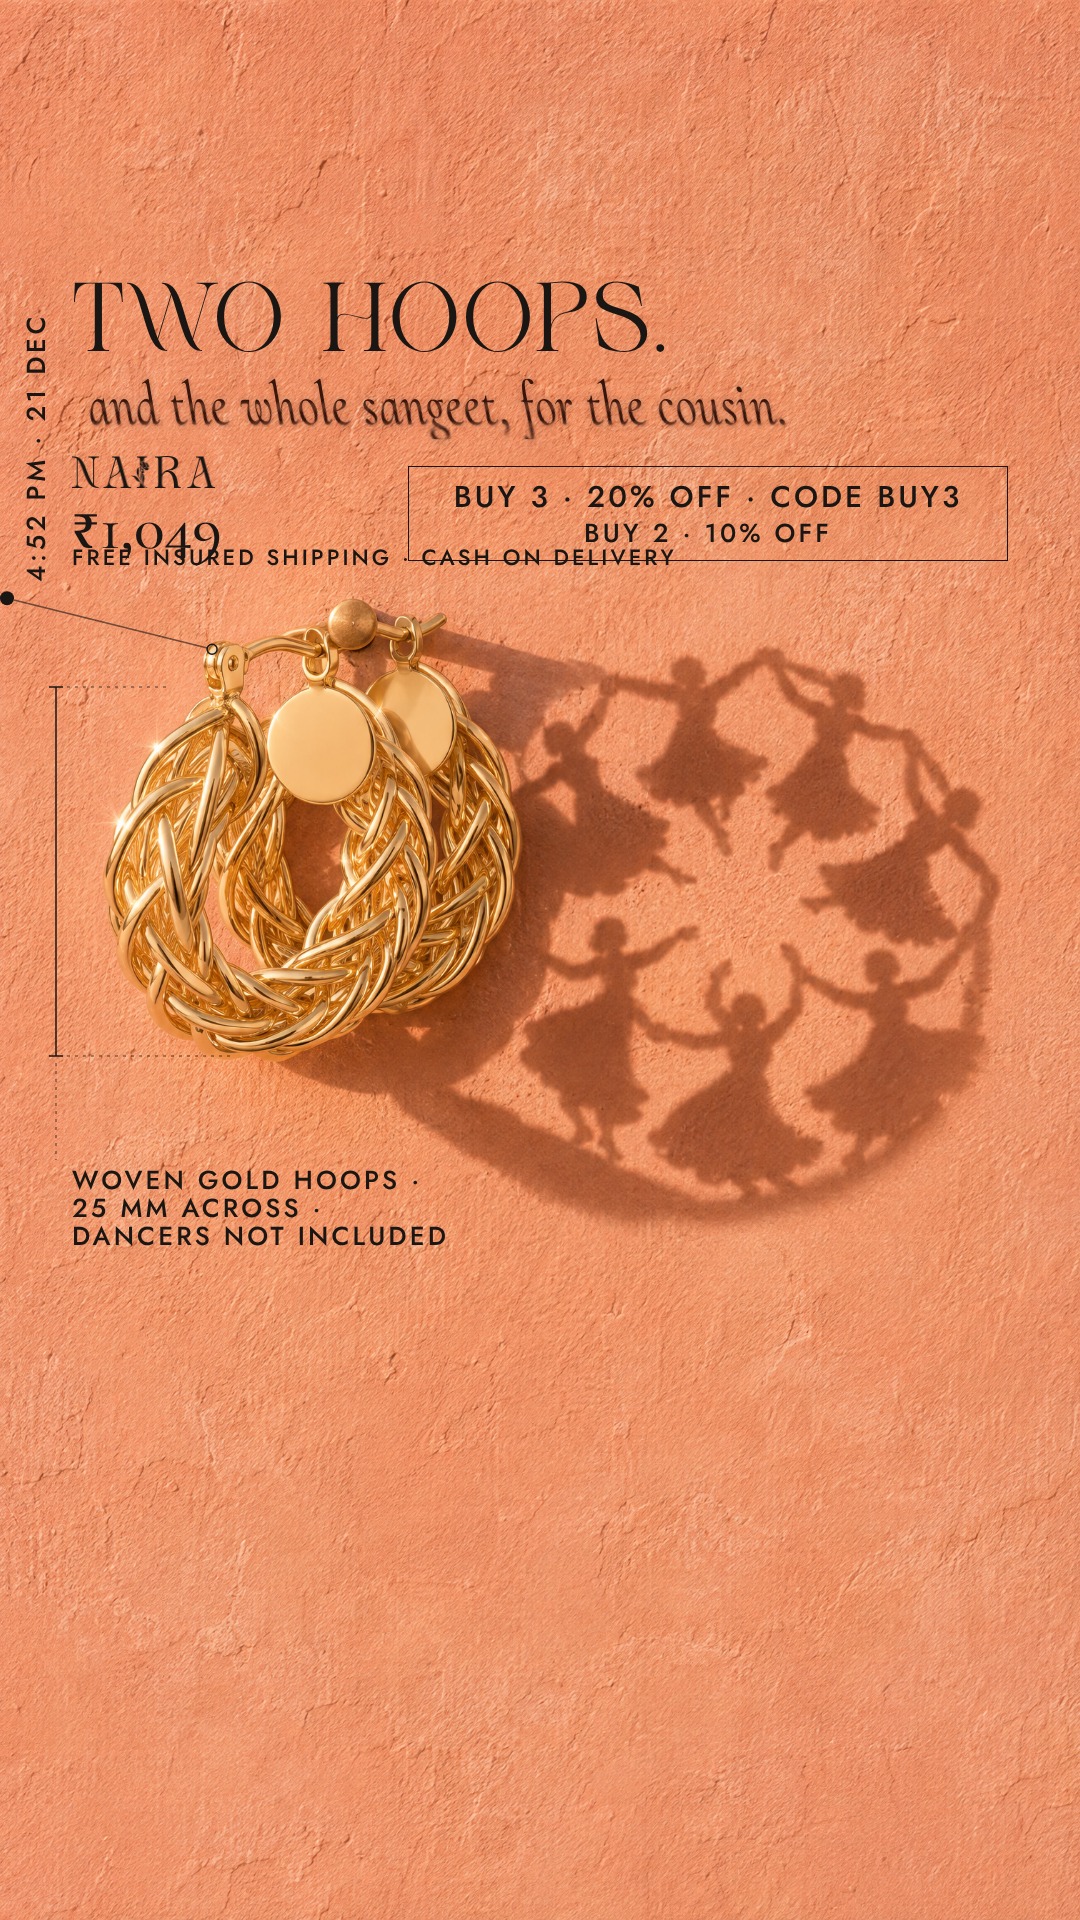 TWO HOOPS.
and the whole sangeet, for the cousin.
4:52 PM · 21 DEC
NAIRA
₹1,049
BUY 3 · 20% OFF · CODE BUY3
BUY 2 · 10% OFF
FREE INSURED SHIPPING · CASH ON DELIVERY
WOVEN GOLD HOOPS ·
25 MM ACROSS ·
DANCERS NOT INCLUDED